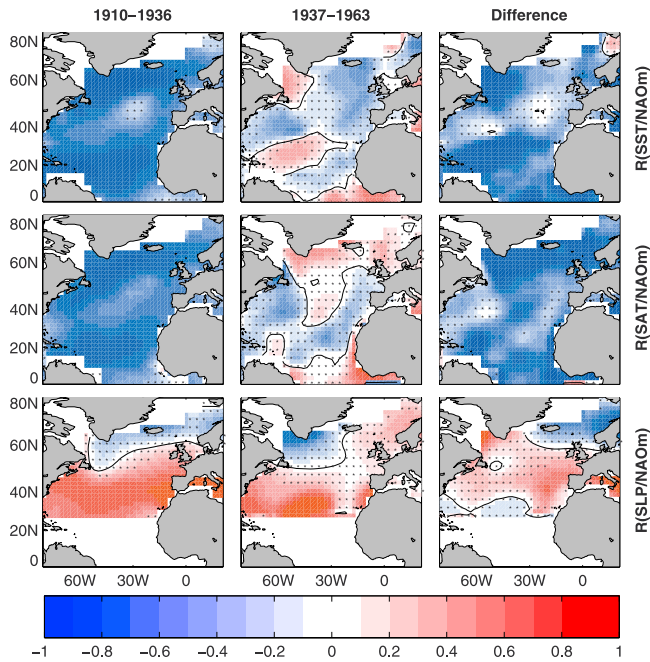 1910–1936 1937–1963 Difference
80N
60N
40N
20N
0
R(SST/NAOm)
80N
60N
40N
20N
0
R(SAT/NAOm)
80N
60N
40N
20N
0
R(SLP/NAOm)
60W 30W 0 60W 30W 0 60W 30W 0
−1 −0.8 −0.6 −0.4 −0.2 0 0.2 0.4 0.6 0.8 1